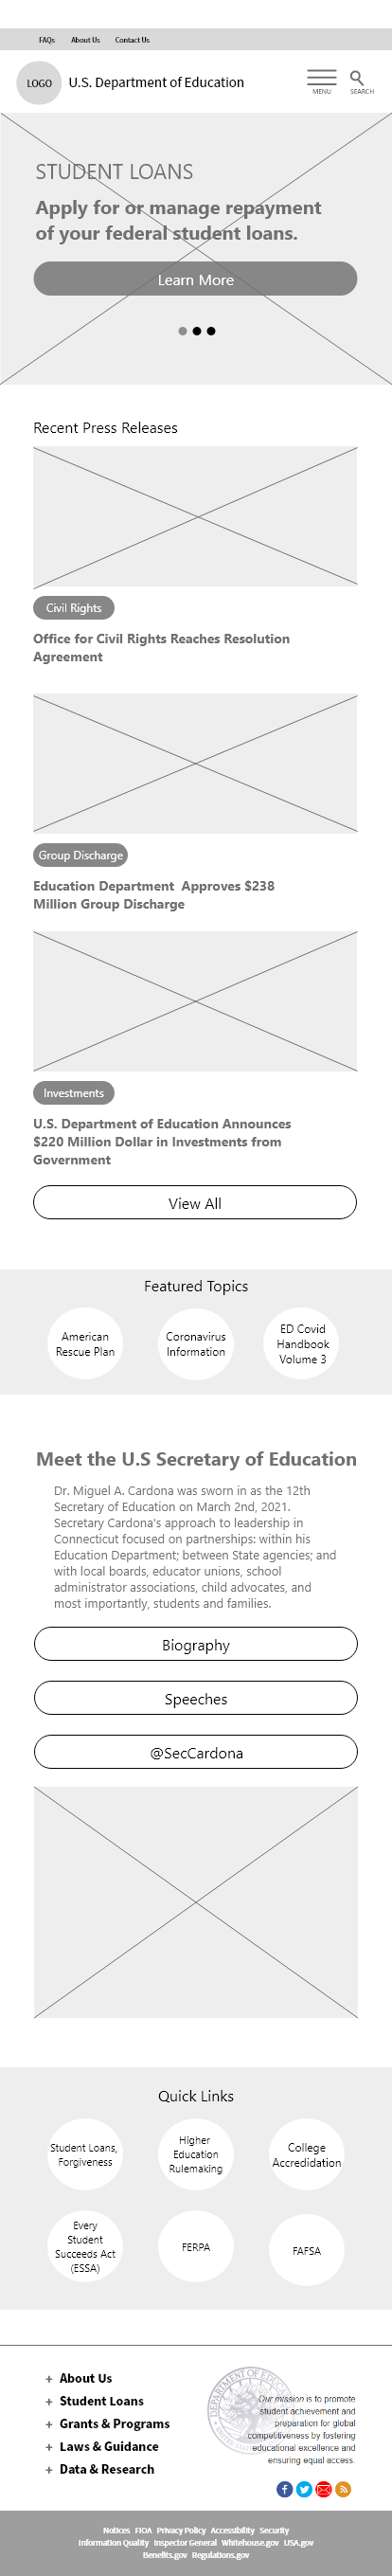 FAQs About Us Contact Us
LOGO U.S. Department of Education
MENU SEARCH
STUDENT LOANS
Apply for or manage repayment
of your federal student loans.
Learn More
Recent Press Releases
Civil Rights
Office for Civil Rights Reaches Resolution
Agreement
Group Discharge
Education Department Approves $238
Million Group Discharge
Investments
U.S. Department of Education Announces
$220 Million Dollar in Investments from
Government
View All
Featured Topics
American
Rescue Plan
Coronavirus
Information
ED Covid
Handbook
Volume 3
Meet the U.S Secretary of Education
Dr. Miguel A. Cardona was sworn in as the 12th
Secretary of Education on March 2nd, 2021.
Secretary Cardona's approach to leadership in
Connecticut focused on partnerships: within his
Education Department; between State agencies; and
with local boards, educator unions, school
administrator associations, child advocates, and
most importantly, students and families.
Biography
Speeches
@SecCardona
Quick Links
Student Loans,
Forgiveness
Higher
Education
Rulemaking
College
Accredidation
Every
Student
Succeeds Act
(ESSA)
FERPA
FAFSA
+ About Us
+ Student Loans
+ Grants & Programs
+ Laws & Guidance
+ Data & Research
Our mission is to promote
student achievement and
preparation for global
competitiveness by fostering
educational excellence and
ensuring equal access.
Notices FIOA Privacy Policy Accessibility Security
Information Quality Inspector General Whitehouse.gov USA.gov
Benefits.gov Regulations.gov